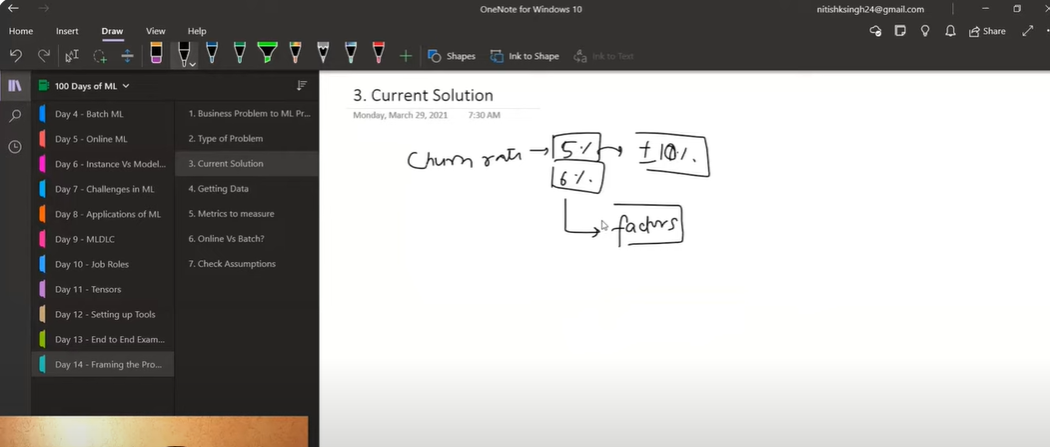 OneNote for Windows 10
nitishksingh24@gmail.com
Home Insert Draw View Help
Share
Shapes Ink to Shape Ink to Text
100 Days of ML
Day 4 - Batch ML
Day 5 - Online ML
Day 6 - Instance Vs Model...
Day 7 - Challenges in ML
Day 8 - Applications of ML
Day 9 - MLDLC
Day 10 - Job Roles
Day 11 - Tensors
Day 12 - Setting up Tools
Day 13 - End to End Exam...
Day 14 - Framing the Pro...
1. Business Problem to ML Pr...
2. Type of Problem
3. Current Solution
4. Getting Data
5. Metrics to measure
6. Online Vs Batch?
7. Check Assumptions
3. Current Solution
Monday, March 29, 2021 7:30 AM
Churn rate → 5% → ±10%.
6%.
factors